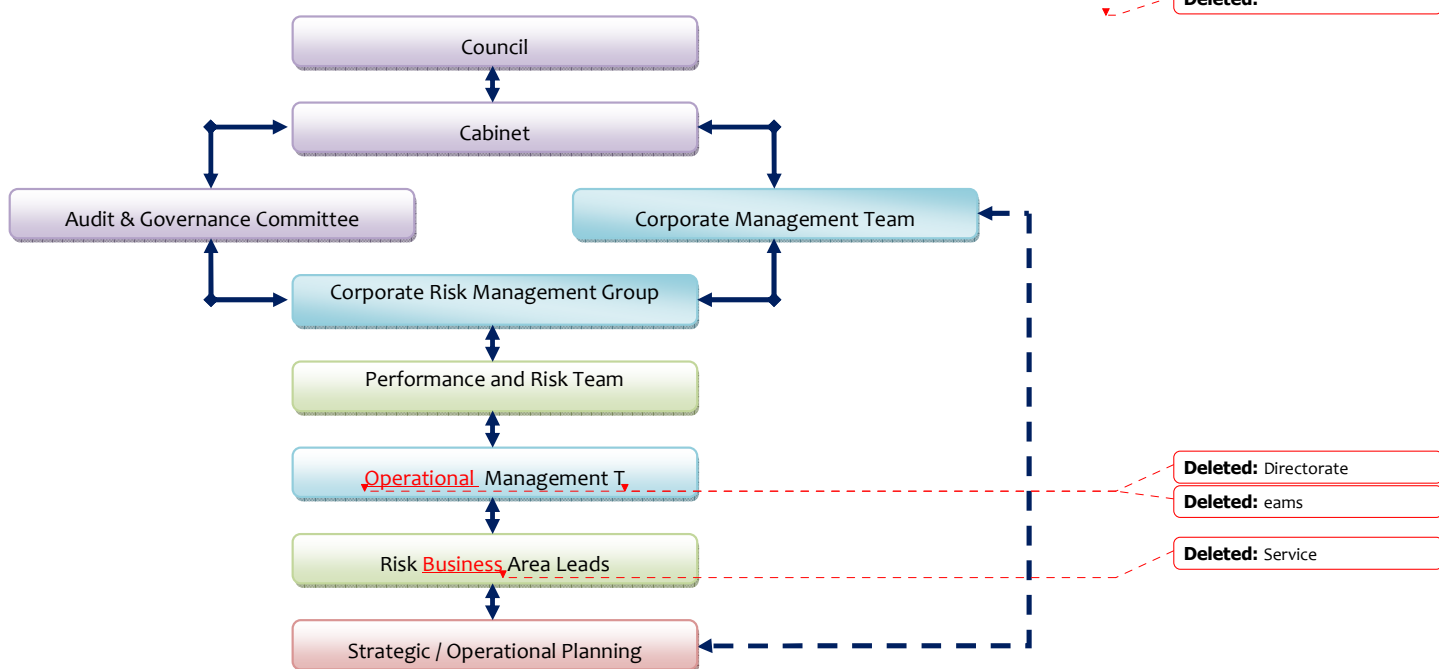 Deleted:
Council
Cabinet
Audit & Governance Committee
Corporate Management Team
Corporate Risk Management Group
Performance and Risk Team
Operational Management T
Deleted: Directorate
Deleted: eams
Risk Business Area Leads
Deleted: Service
Strategic / Operational Planning